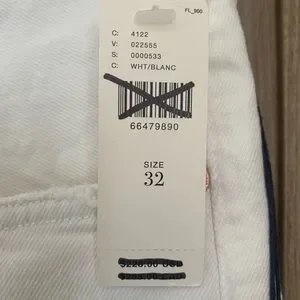 FL_900
C: 4122
V: 022555
S: 0000533
C: WHT/BLANC
66479890
SIZE
32